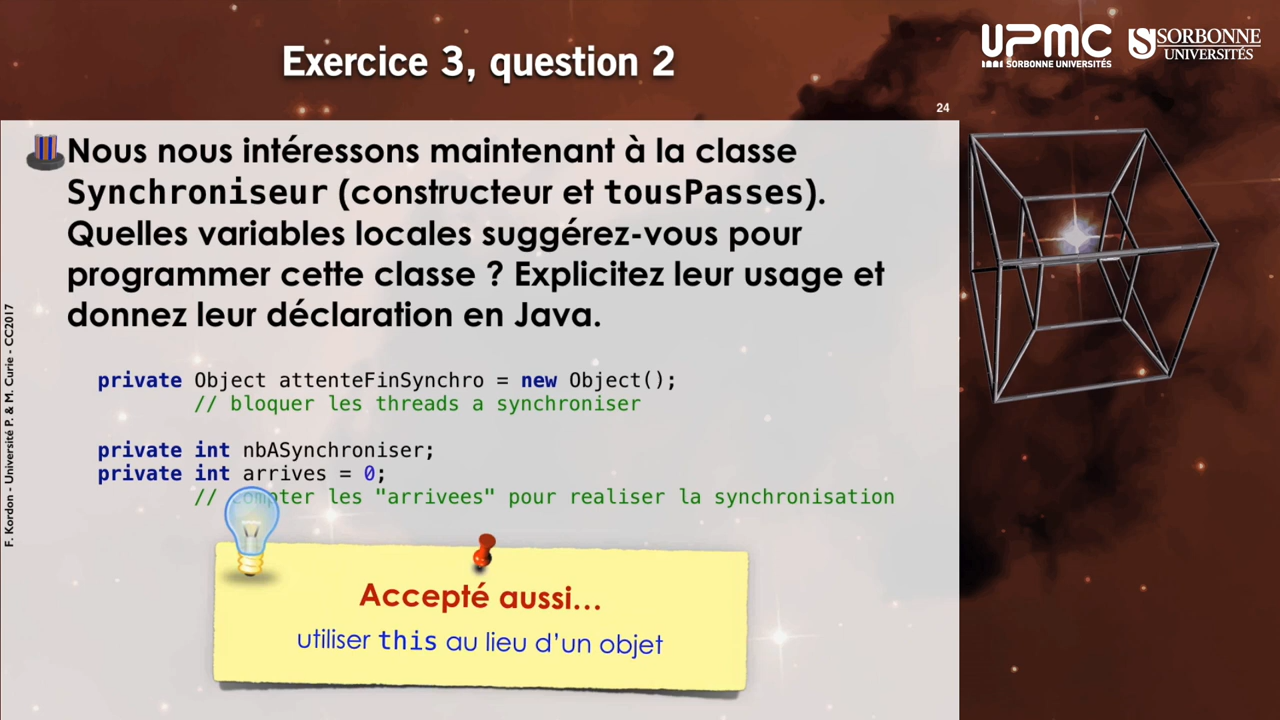 Exercice 3, question 2
UPMC
SORBONNE UNIVERSITÉS
SORBONNE
UNIVERSITÉS
24
Nous nous intéressons maintenant à la classe
Synchroniseur (constructeur et tousPasses).
Quelles variables locales suggérez-vous pour
programmer cette classe ? Explicitez leur usage et
donnez leur déclaration en Java.
private Object attenteFinSynchro = new Object();
// bloquer les threads a synchroniser
private int nbASynchroniser;
private int arrives = 0;
// compter les "arrivees" pour realiser la synchronisation
Accepté aussi…
utiliser this au lieu d'un objet
F. Kordon - Université P. & M. Curie - CC2017